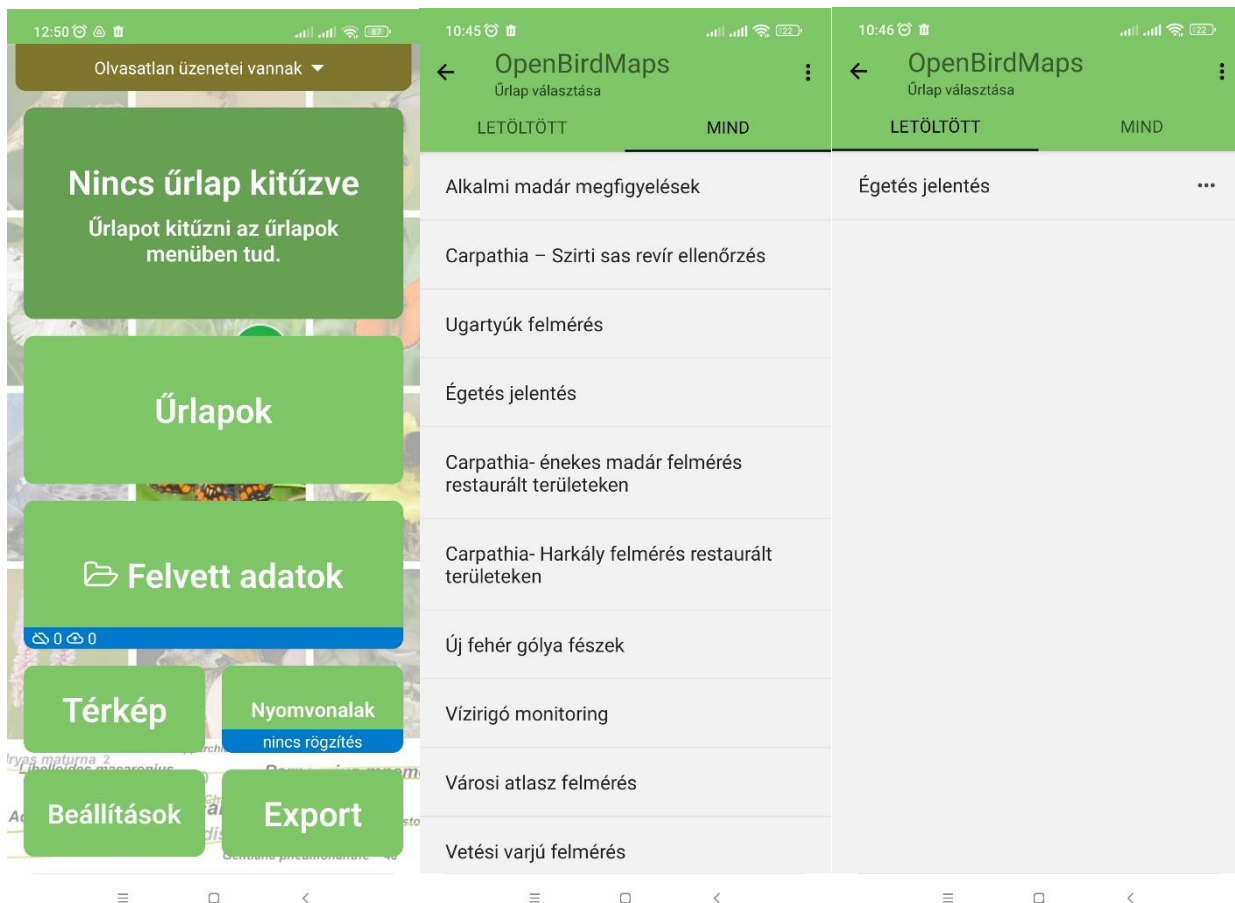 12:50
87
Olvasatlan üzenetei vannak
Nincs űrlap kitűzve
Űrlapot kitűzni az űrlapok
menüben tud.
Űrlapok
Felvett adatok
0 0
Térkép
Nyomvonalak
nincs rögzítés
Beállítások
Export
10:45
22
OpenBirdMaps
Űrlap választása
LETÖLTÖTT MIND
Alkalmi madár megfigyelések
Carpathia – Szirti sas revír ellenőrzés
Ugartyúk felmérés
Égetés jelentés
Carpathia- énekes madár felmérés
restaurált területeken
Carpathia- Harkály felmérés restaurált
területeken
Új fehér gólya fészek
Vízirigó monitoring
Városi atlasz felmérés
Vetési varjú felmérés
10:46
22
OpenBirdMaps
Űrlap választása
LETÖLTÖTT MIND
Égetés jelentés